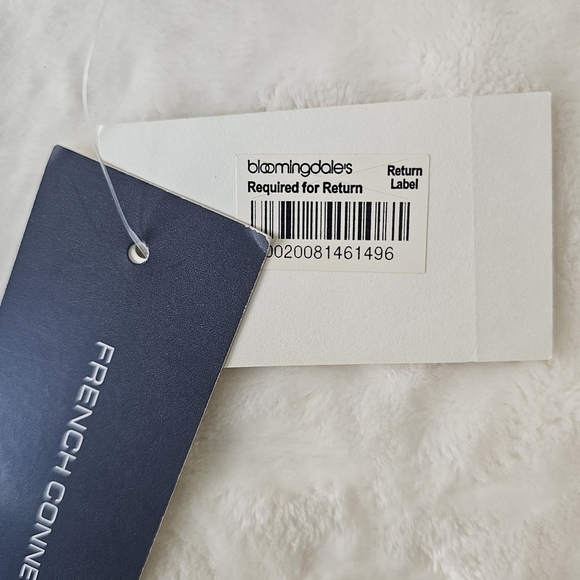 bloomingdale's
Required for Return
Return
Label
0020081461496
FRENCH CONNE